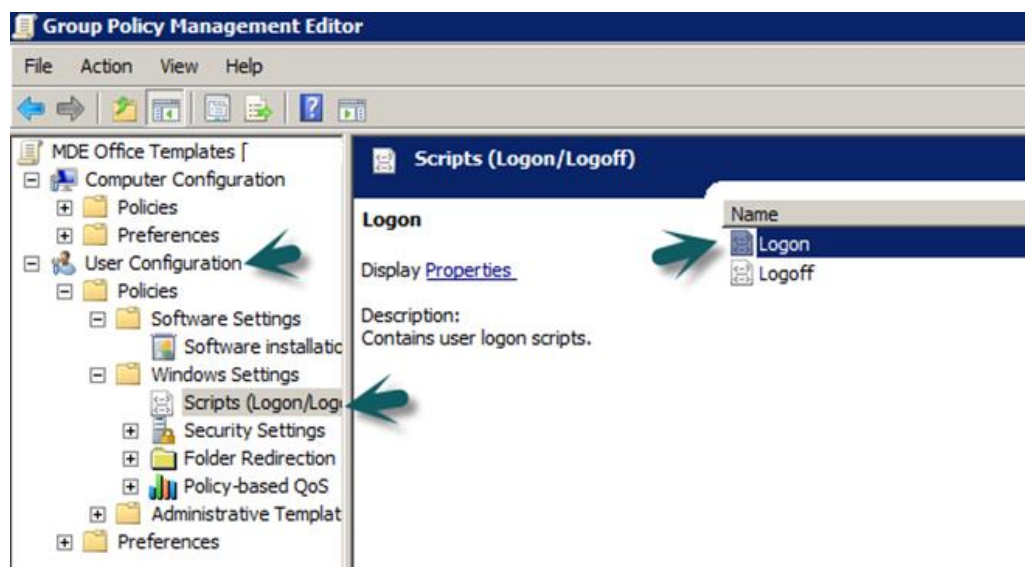 Group Policy Management Editor
File Action View Help
MDE Office Templates [
Computer Configuration
Policies
Preferences
User Configuration
Policies
Software Settings
Software installatic
Windows Settings
Scripts (Logon/Log
Security Settings
Folder Redirection
Policy-based QoS
Administrative Templat
Preferences
Scripts (Logon/Logoff)
Logon
Display Properties
Description:
Contains user logon scripts.
Name
Logon
Logoff